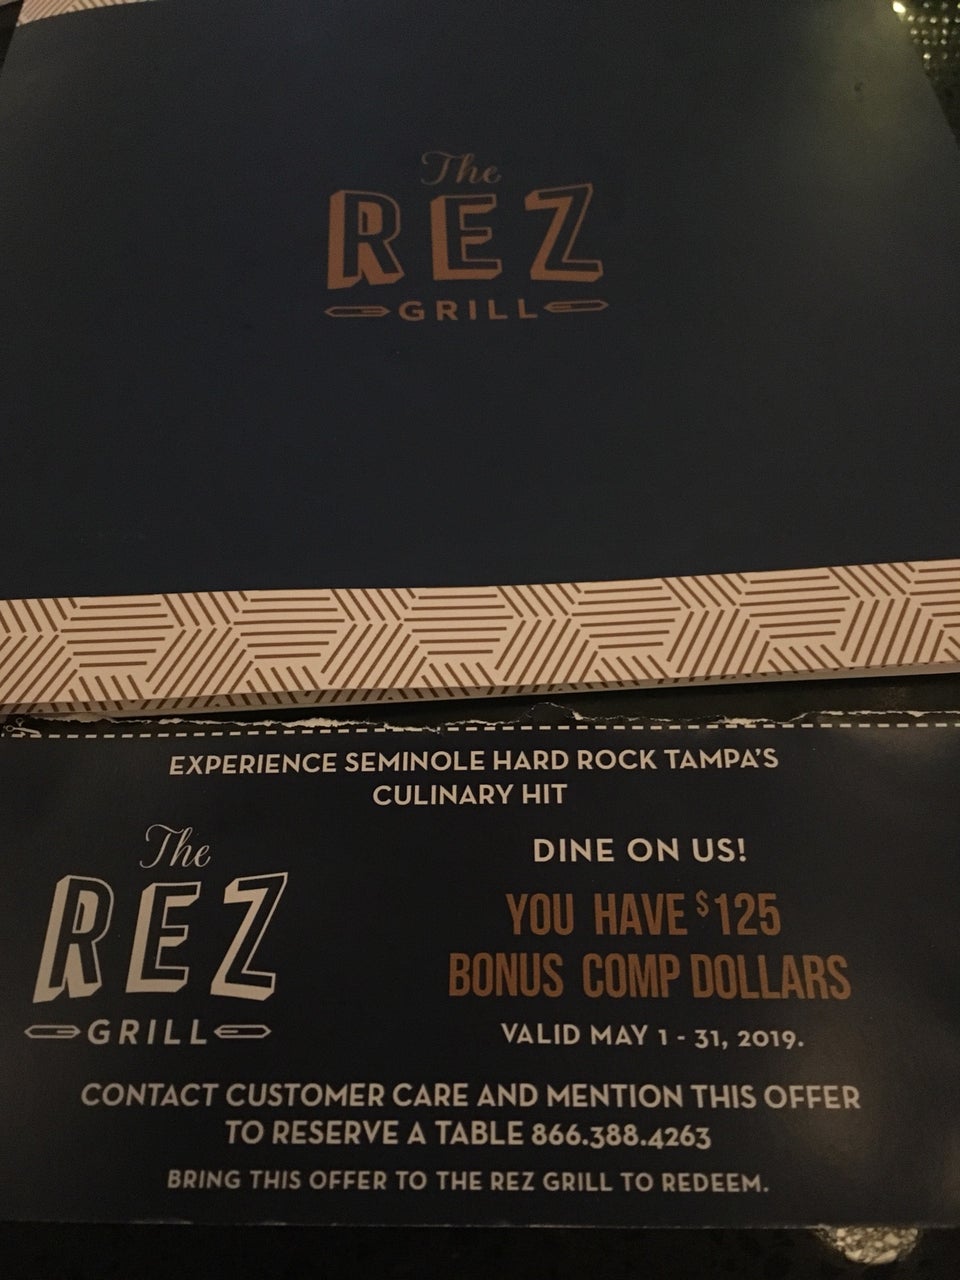 The
REZ
GRILL
EXPERIENCE SEMINOLE HARD ROCK TAMPA'S
CULINARY HIT
The
REZ
GRILL
DINE ON US!
YOU HAVE $125
BONUS COMP DOLLARS
VALID MAY 1 - 31, 2019.
CONTACT CUSTOMER CARE AND MENTION THIS OFFER
TO RESERVE A TABLE 866.388.4263
BRING THIS OFFER TO THE REZ GRILL TO REDEEM.